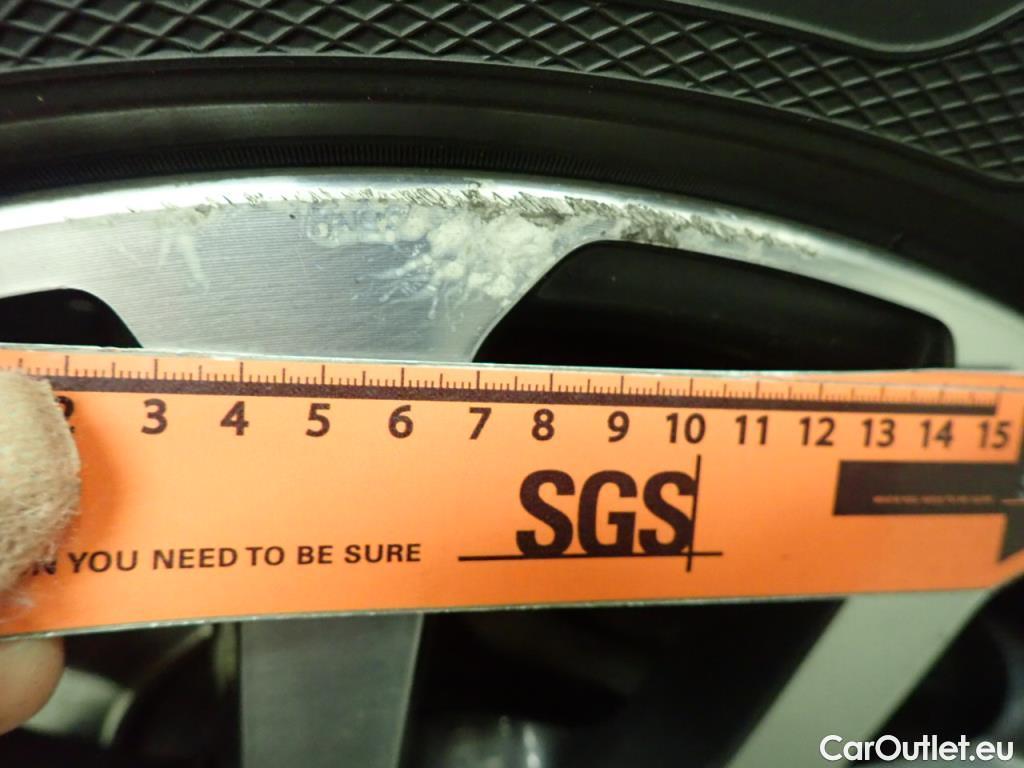 2 3 4 5 6 7 8 9 10 11 12 13 14 15
SGS
YOU NEED TO BE SURE
CarOutlet.eu